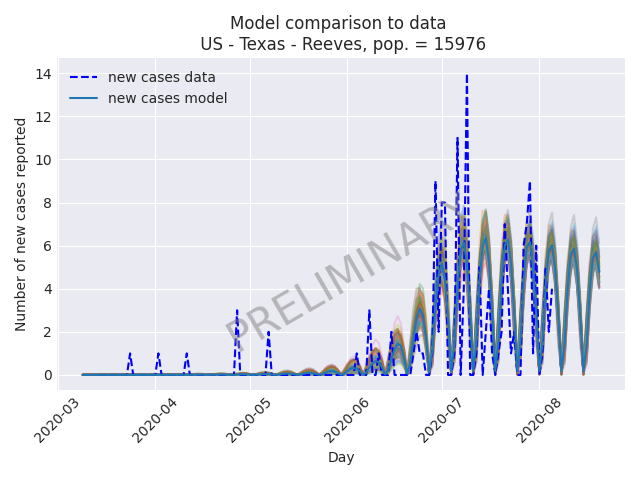 Model comparison to data
US - Texas - Reeves, pop. = 15976
new cases data
new cases model
PRELIMINARY
Number of new cases reported
14
12
10
8
6
4
2
0
2020-03
2020-04
2020-05
2020-06
2020-07
2020-08
Day